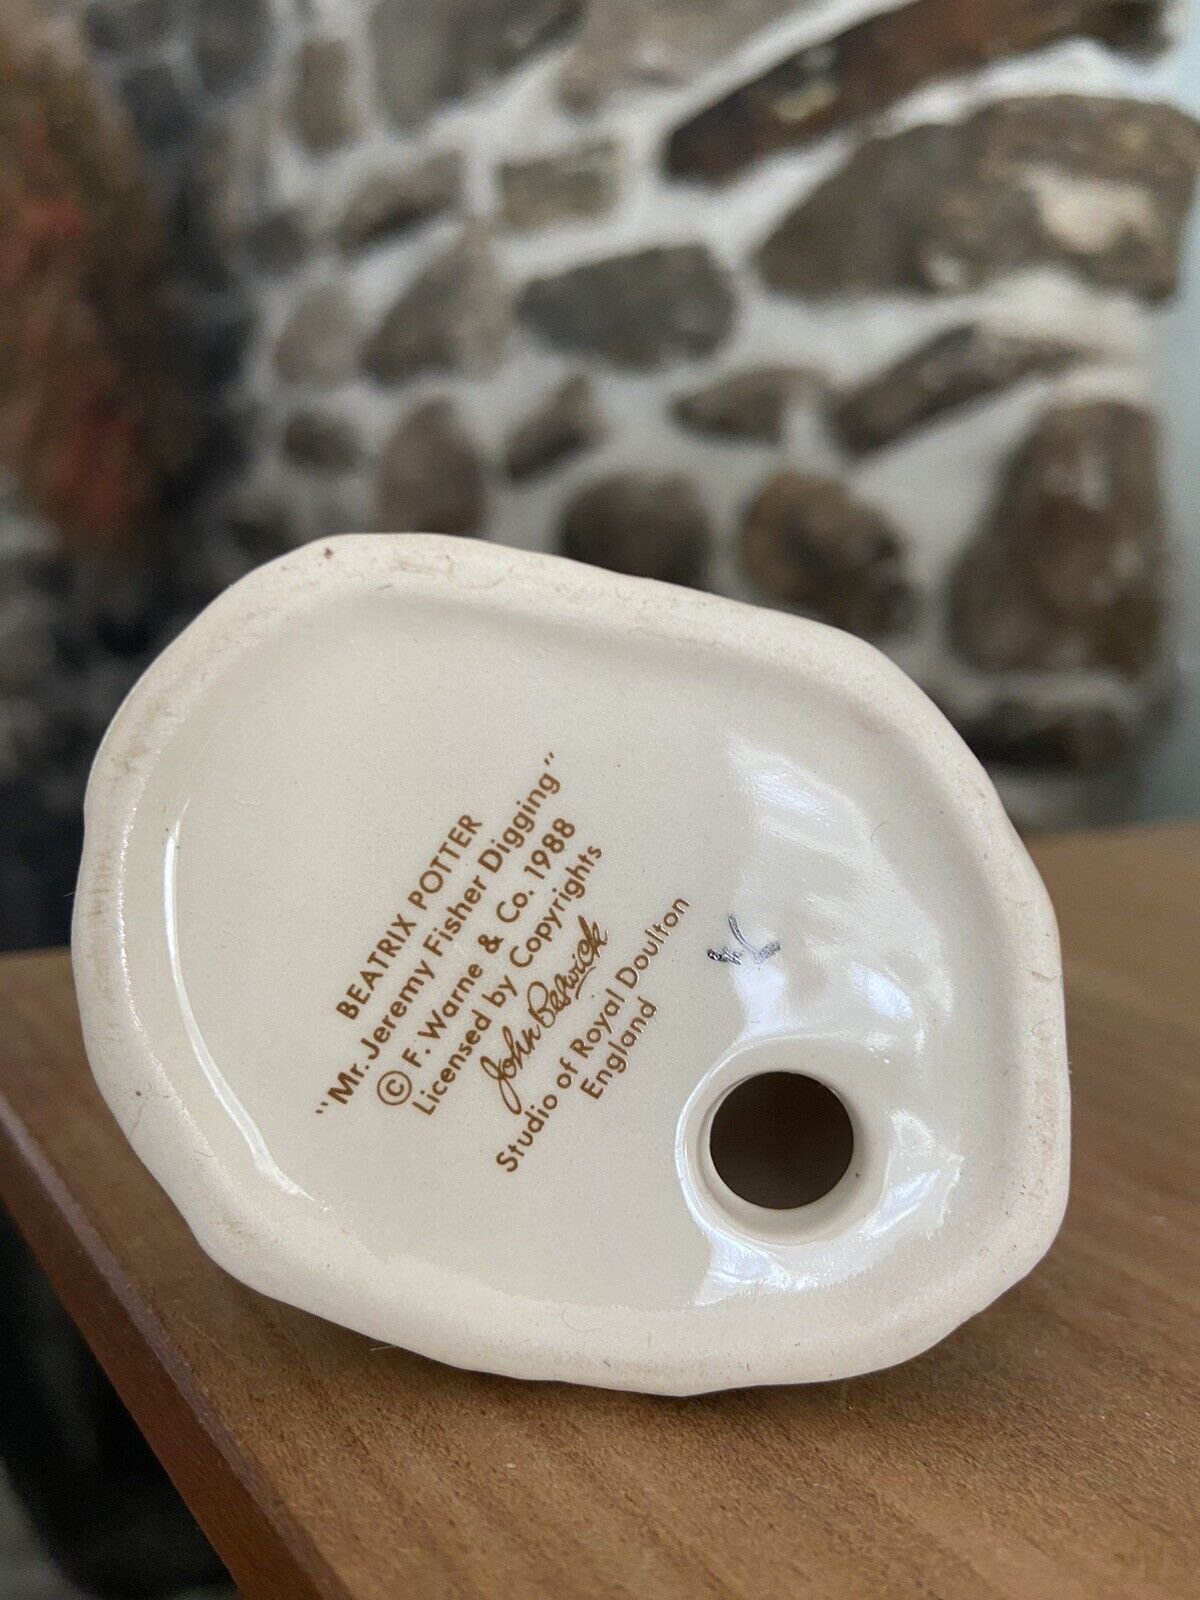 BEATRIX POTTER
"Mr. Jeremy Fisher Digging"
© F. Warne & Co. 1988
Licensed by Copyrights
John Beswick
Studio of Royal Doulton
England